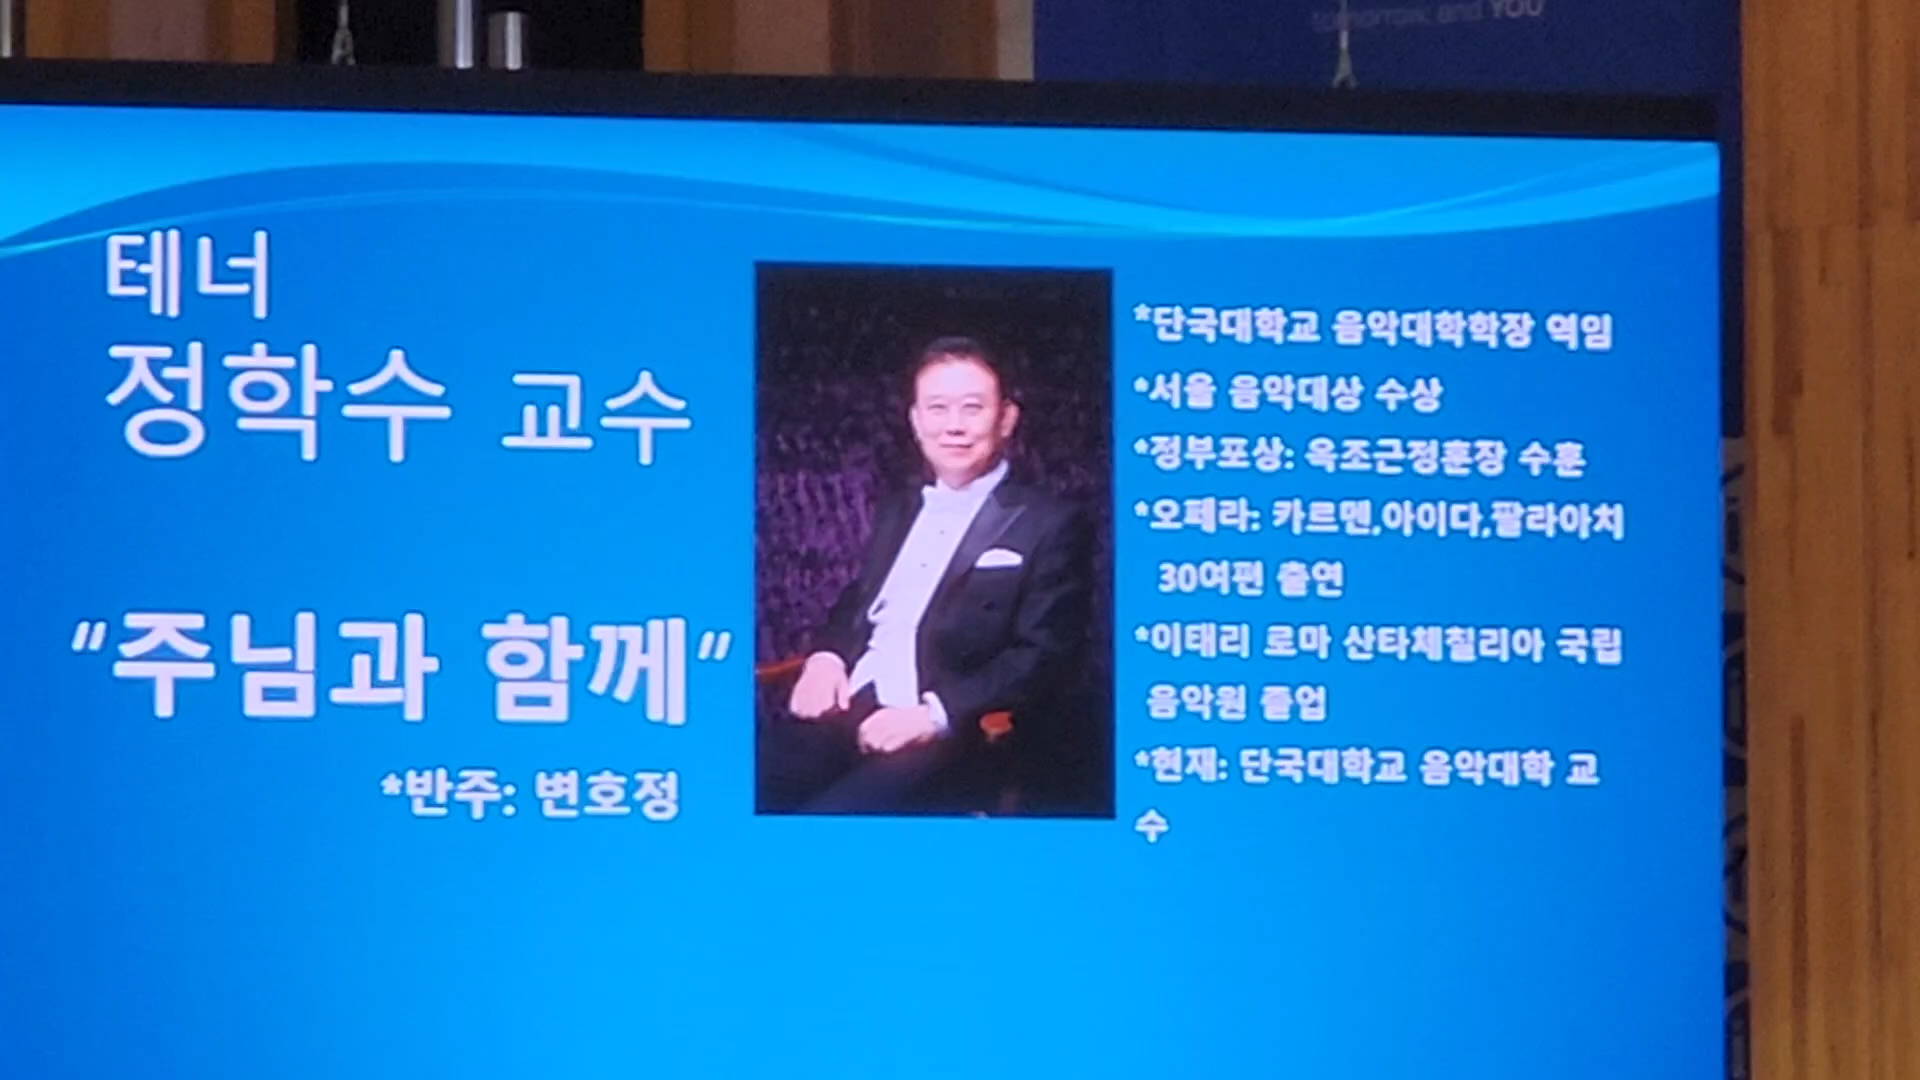 tomorrow, and YOU
테너
정학수 교수
"주님과 함께"
*반주: 변호정
*단국대학교 음악대학학장 역임
*서울 음악대상 수상
*정부포상: 옥조근정훈장 수훈
*오페라: 카르멘,아이다,팔라아치
30여편 출연
*이태리 로마 산타체칠리아 국립
음악원 졸업
*현재: 단국대학교 음악대학 교
수